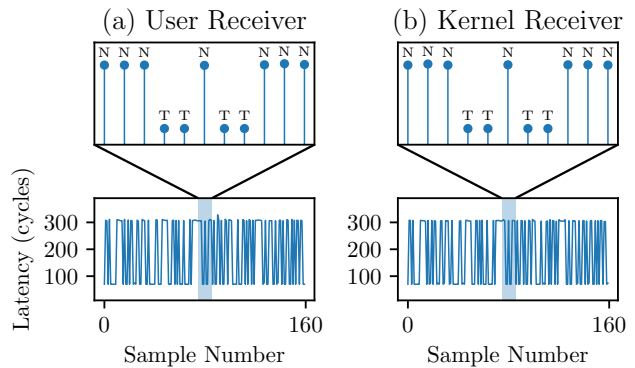 (a) User Receiver
(b) Kernel Receiver
N N N T T N T T N N N
N N N T T N T T N N N
Latency (cycles)
300
200
100
0
160
Sample Number
300
200
100
0
160
Sample Number